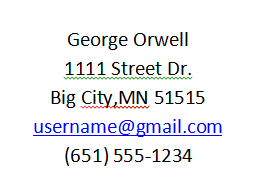 George Orwell
1111 Street Dr.
Big City,MN 51515
username@gmail.com
(651) 555-1234